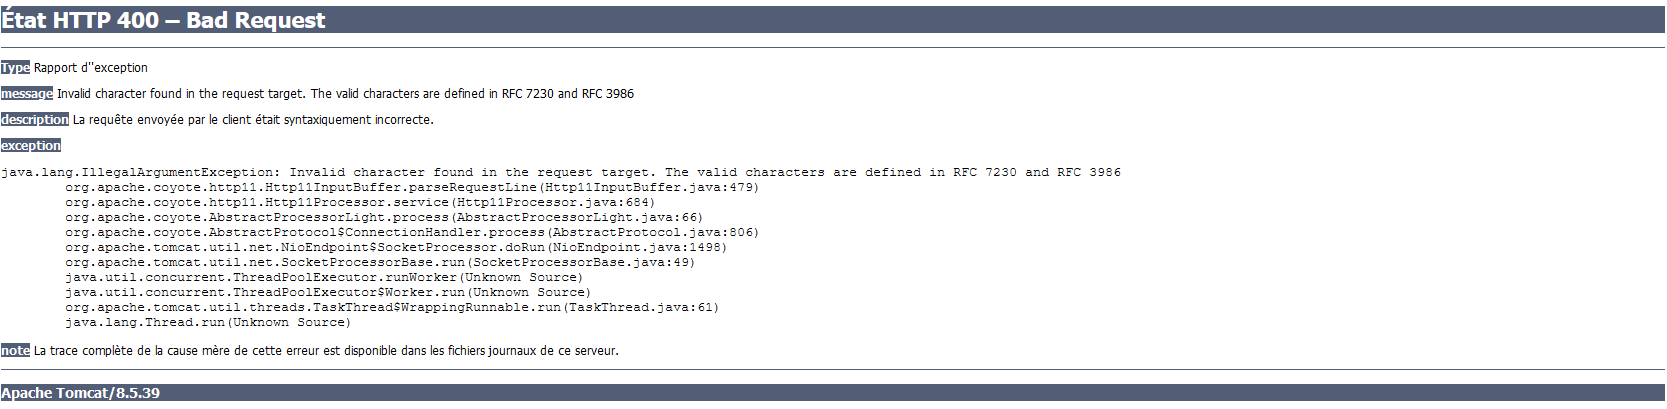 État HTTP 400 – Bad Request
Type Rapport d''exception
message Invalid character found in the request target. The valid characters are defined in RFC 7230 and RFC 3986
description La requête envoyée par le client était syntaxiquement incorrecte.
exception
java.lang.IllegalArgumentException: Invalid character found in the request target. The valid characters are defined in RFC 7230 and RFC 3986
org.apache.coyote.http11.Http11InputBuffer.parseRequestLine(Http11InputBuffer.java:479)
org.apache.coyote.http11.Http11Processor.service(Http11Processor.java:684)
org.apache.coyote.AbstractProcessorLight.process(AbstractProcessorLight.java:66)
org.apache.coyote.AbstractProtocol$ConnectionHandler.process(AbstractProtocol.java:806)
org.apache.tomcat.util.net.NioEndpoint$SocketProcessor.doRun(NioEndpoint.java:1498)
org.apache.tomcat.util.net.SocketProcessorBase.run(SocketProcessorBase.java:49)
java.util.concurrent.ThreadPoolExecutor.runWorker(Unknown Source)
java.util.concurrent.ThreadPoolExecutor$Worker.run(Unknown Source)
org.apache.tomcat.util.threads.TaskThread$WrappingRunnable.run(TaskThread.java:61)
java.lang.Thread.run(Unknown Source)
note La trace complète de la cause mère de cette erreur est disponible dans les fichiers journaux de ce serveur.
Apache Tomcat/8.5.39